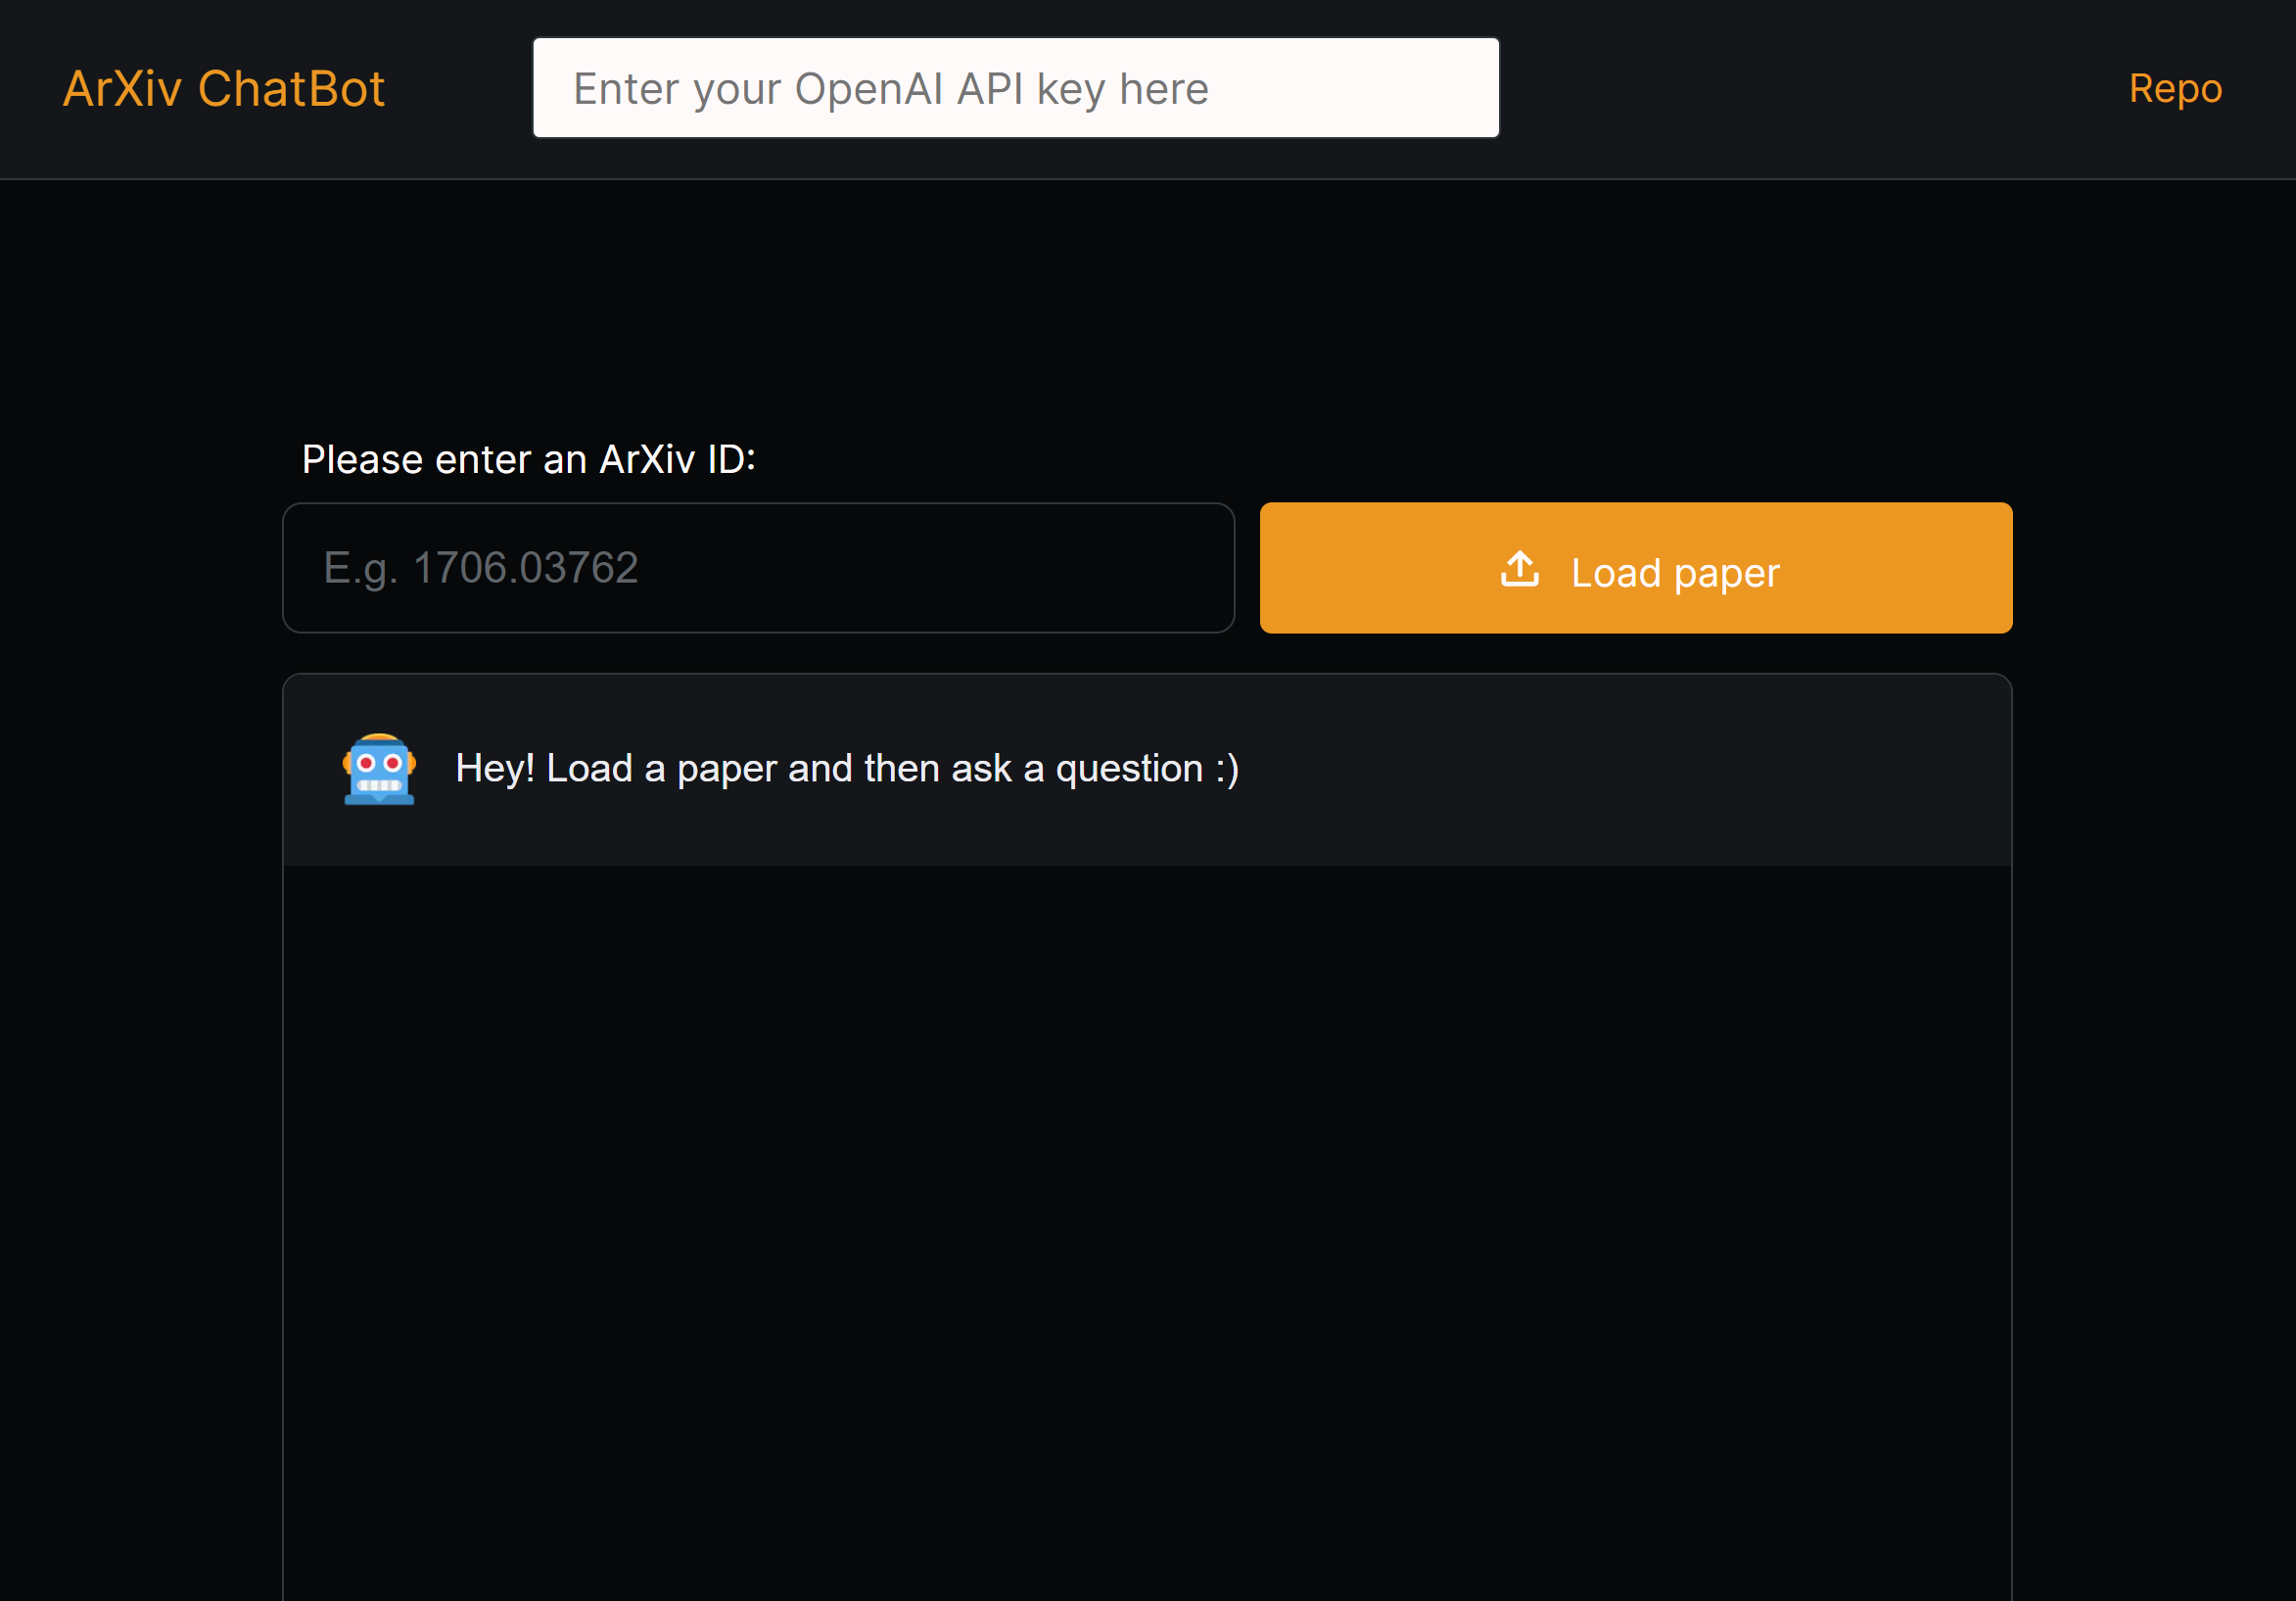 ArXiv ChatBot
Enter your OpenAI API key here
Repo
Please enter an ArXiv ID:
E.g. 1706.03762
Load paper
Hey! Load a paper and then ask a question :)